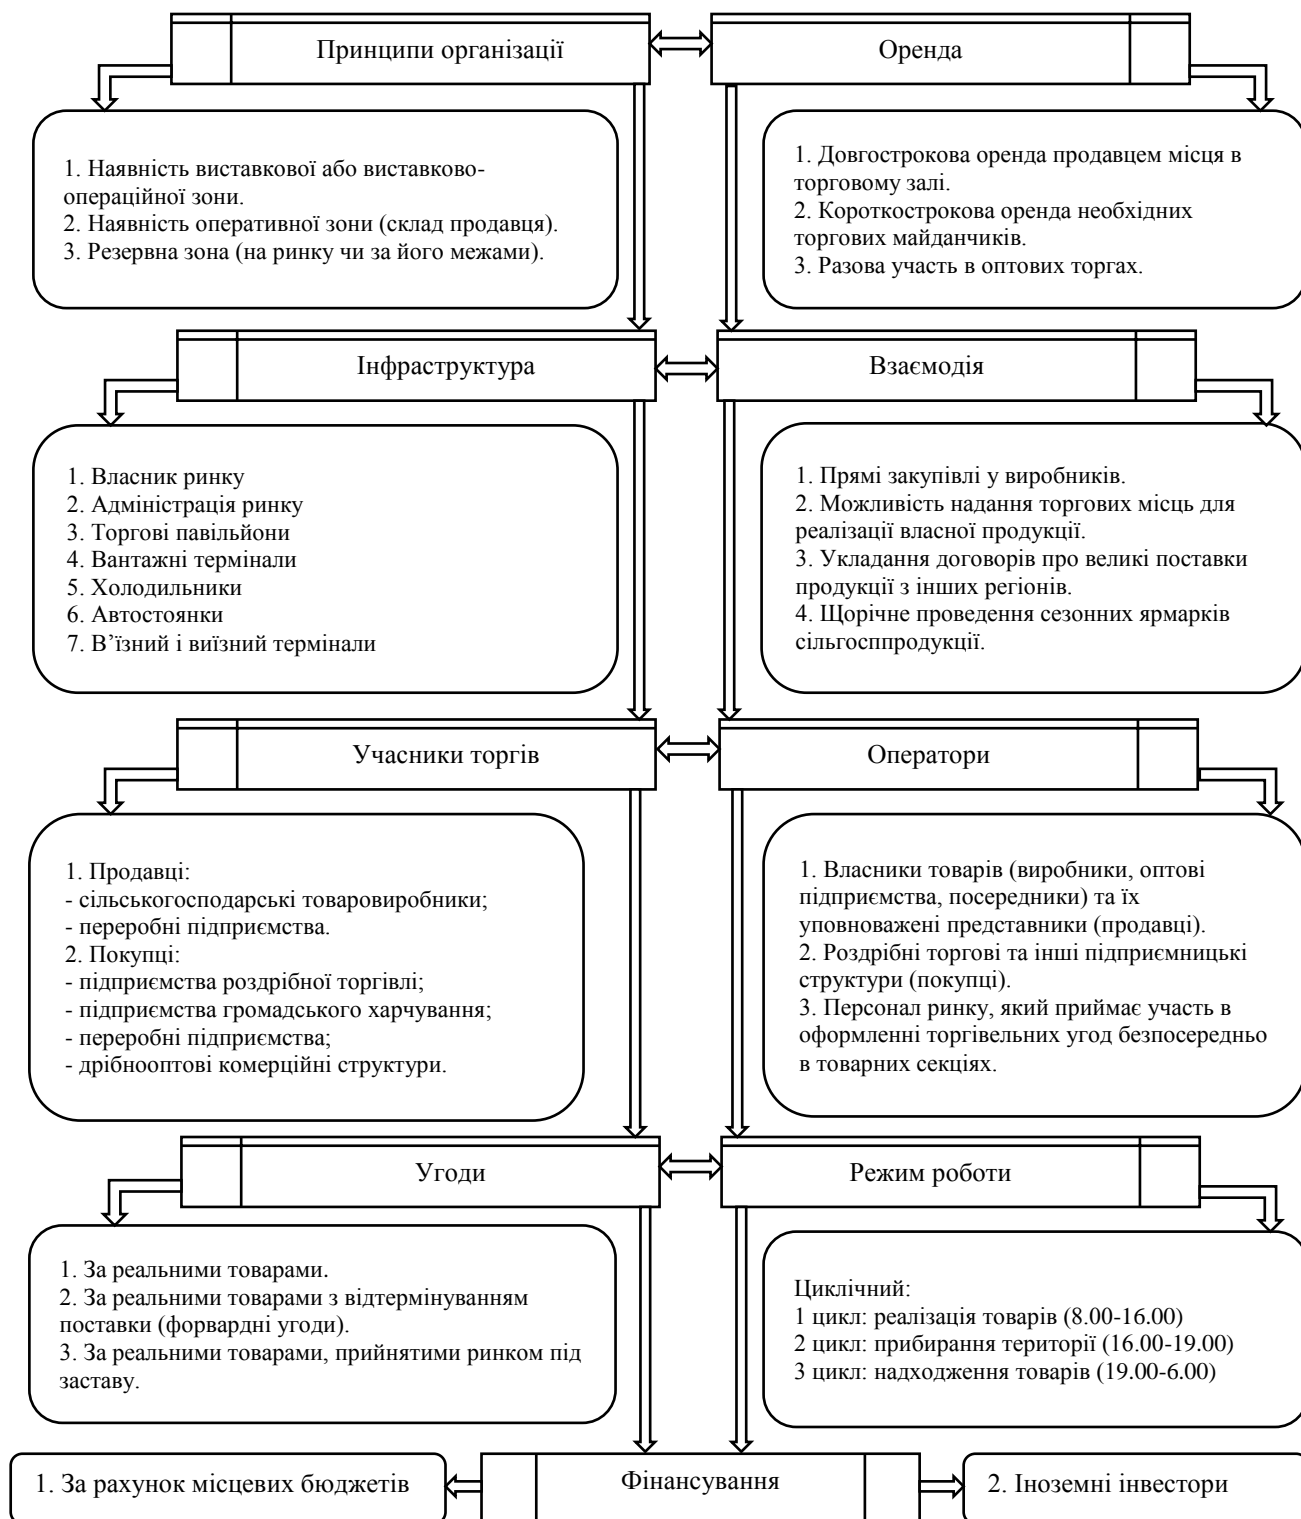 Принципи організації
Оренда
1. Наявність виставкової або виставково-
операційної зони.
2. Наявність оперативної зони (склад продавця).
3. Резервна зона (на ринку чи за його межами).
1. Довгострокова оренда продавцем місця в
торговому залі.
2. Короткострокова оренда необхідних
торгових майданчиків.
3. Разова участь в оптових торгах.
Інфраструктура
Взаємодія
1. Власник ринку
2. Адміністрація ринку
3. Торгові павільйони
4. Вантажні термінали
5. Холодильники
6. Автостоянки
7. В’їзний і виїзний термінали
1. Прямі закупівлі у виробників.
2. Можливість надання торгових місць для
реалізації власної продукції.
3. Укладання договорів про великі поставки
продукції з інших регіонів.
4. Щорічне проведення сезонних ярмарків
сільгосппродукції.
Учасники торгів
Оператори
1. Продавці:
- сільськогосподарські товаровиробники;
- переробні підприємства.
2. Покупці:
- підприємства роздрібної торгівлі;
- підприємства громадського харчування;
- переробні підприємства;
- дрібнооптові комерційні структури.
1. Власники товарів (виробники, оптові
підприємства, посередники) та їх
уповноважені представники (продавці).
2. Роздрібні торгові та інші підприємницькі
структури (покупці).
3. Персонал ринку, який приймає участь в
оформленні торгівельних угод безпосередньо
в товарних секціях.
Угоди
Режим роботи
1. За реальними товарами.
2. За реальними товарами з відтермінуванням
поставки (форвардні угоди).
3. За реальними товарами, прийнятими ринком під
заставу.
Циклічний:
1 цикл: реалізація товарів (8.00-16.00)
2 цикл: прибирання території (16.00-19.00)
3 цикл: надходження товарів (19.00-6.00)
1. За рахунок місцевих бюджетів
Фінансування
2. Іноземні інвестори